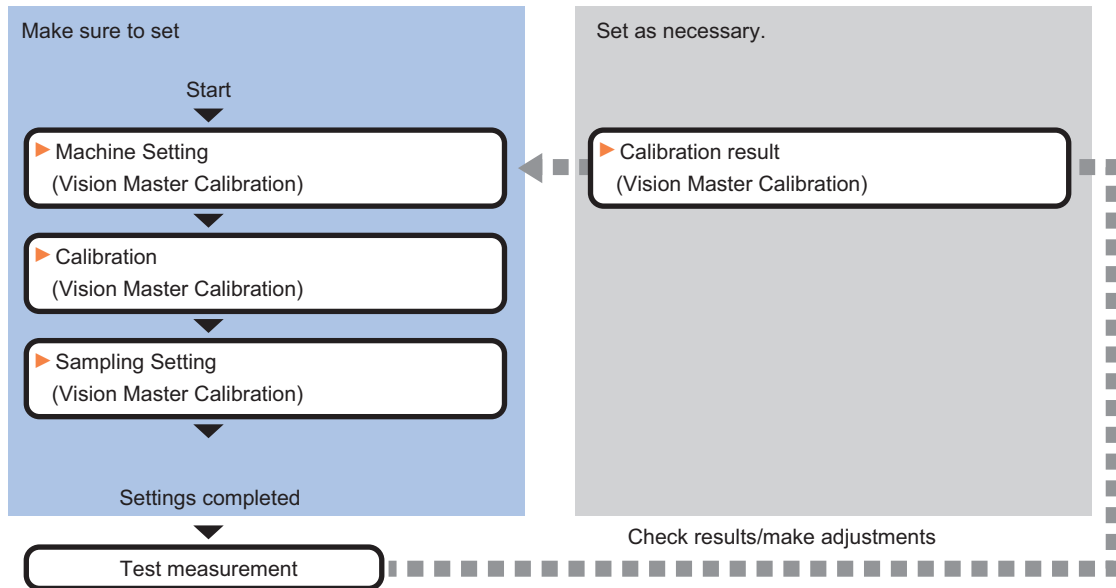 Make sure to set
Start
Machine Setting
(Vision Master Calibration)
Calibration
(Vision Master Calibration)
Sampling Setting
(Vision Master Calibration)
Settings completed
Test measurement
Set as necessary.
Calibration result
(Vision Master Calibration)
Check results/make adjustments